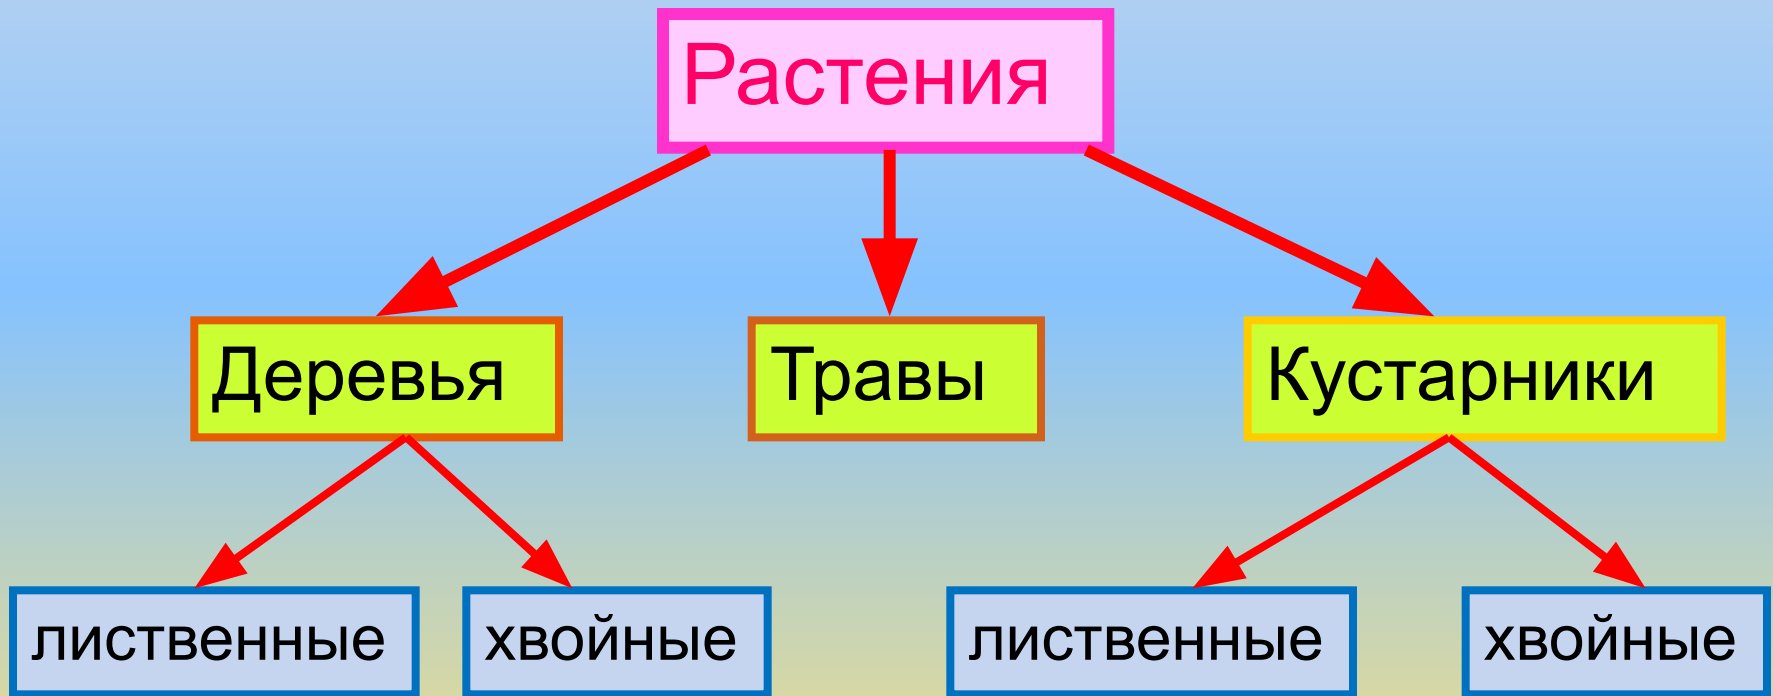 Растения
Деревья
Травы
Кустарники
лиственные
хвойные
лиственные
хвойные